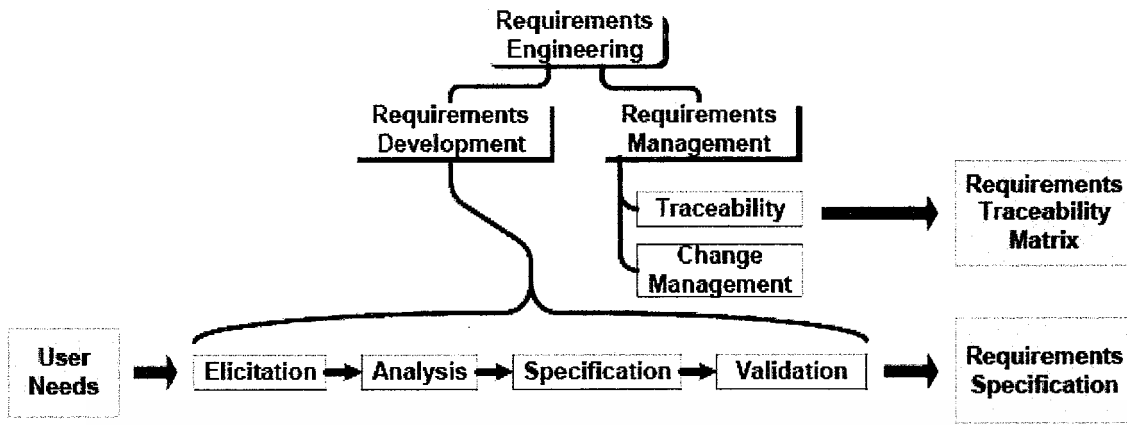 Requirements
Engineering
Requirements
Development
Requirements
Management
Traceability
Change
Management
Requirements
Traceability
Matrix
User
Needs
Elicitation
Analysis
Specification
Validation
Requirements
Specification